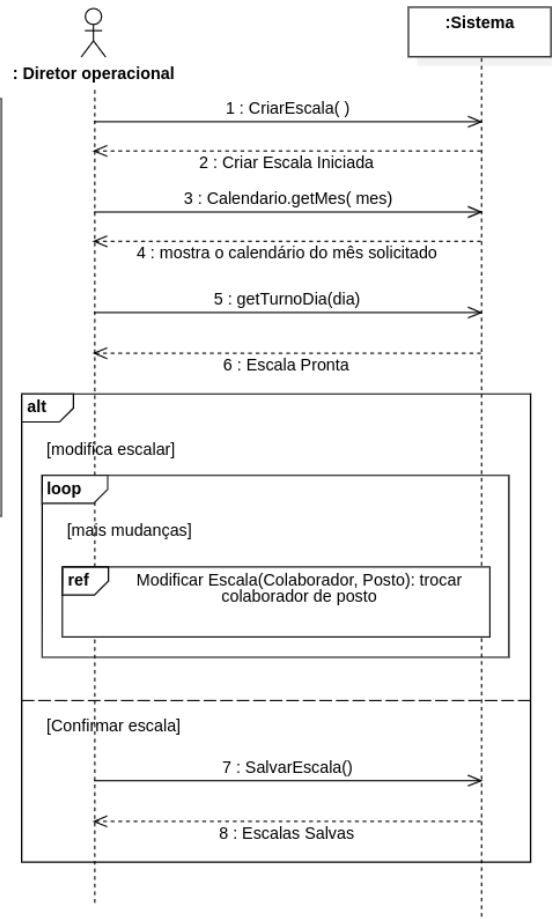 :Sistema
: Diretor operacional
1 : CriarEscala( )
2 : Criar Escala Iniciada
3 : Calendario.getMes( mes)
4 : mostra o calendário do mês solicitado
5 : getTurnoDia(dia)
6 : Escala Pronta
alt
[modifica escalar]
loop
[mais mudanças]
ref
Modificar Escala(Colaborador, Posto): trocar
colaborador de posto
[Confirmar escala]
7 : SalvarEscala()
8 : Escalas Salvas